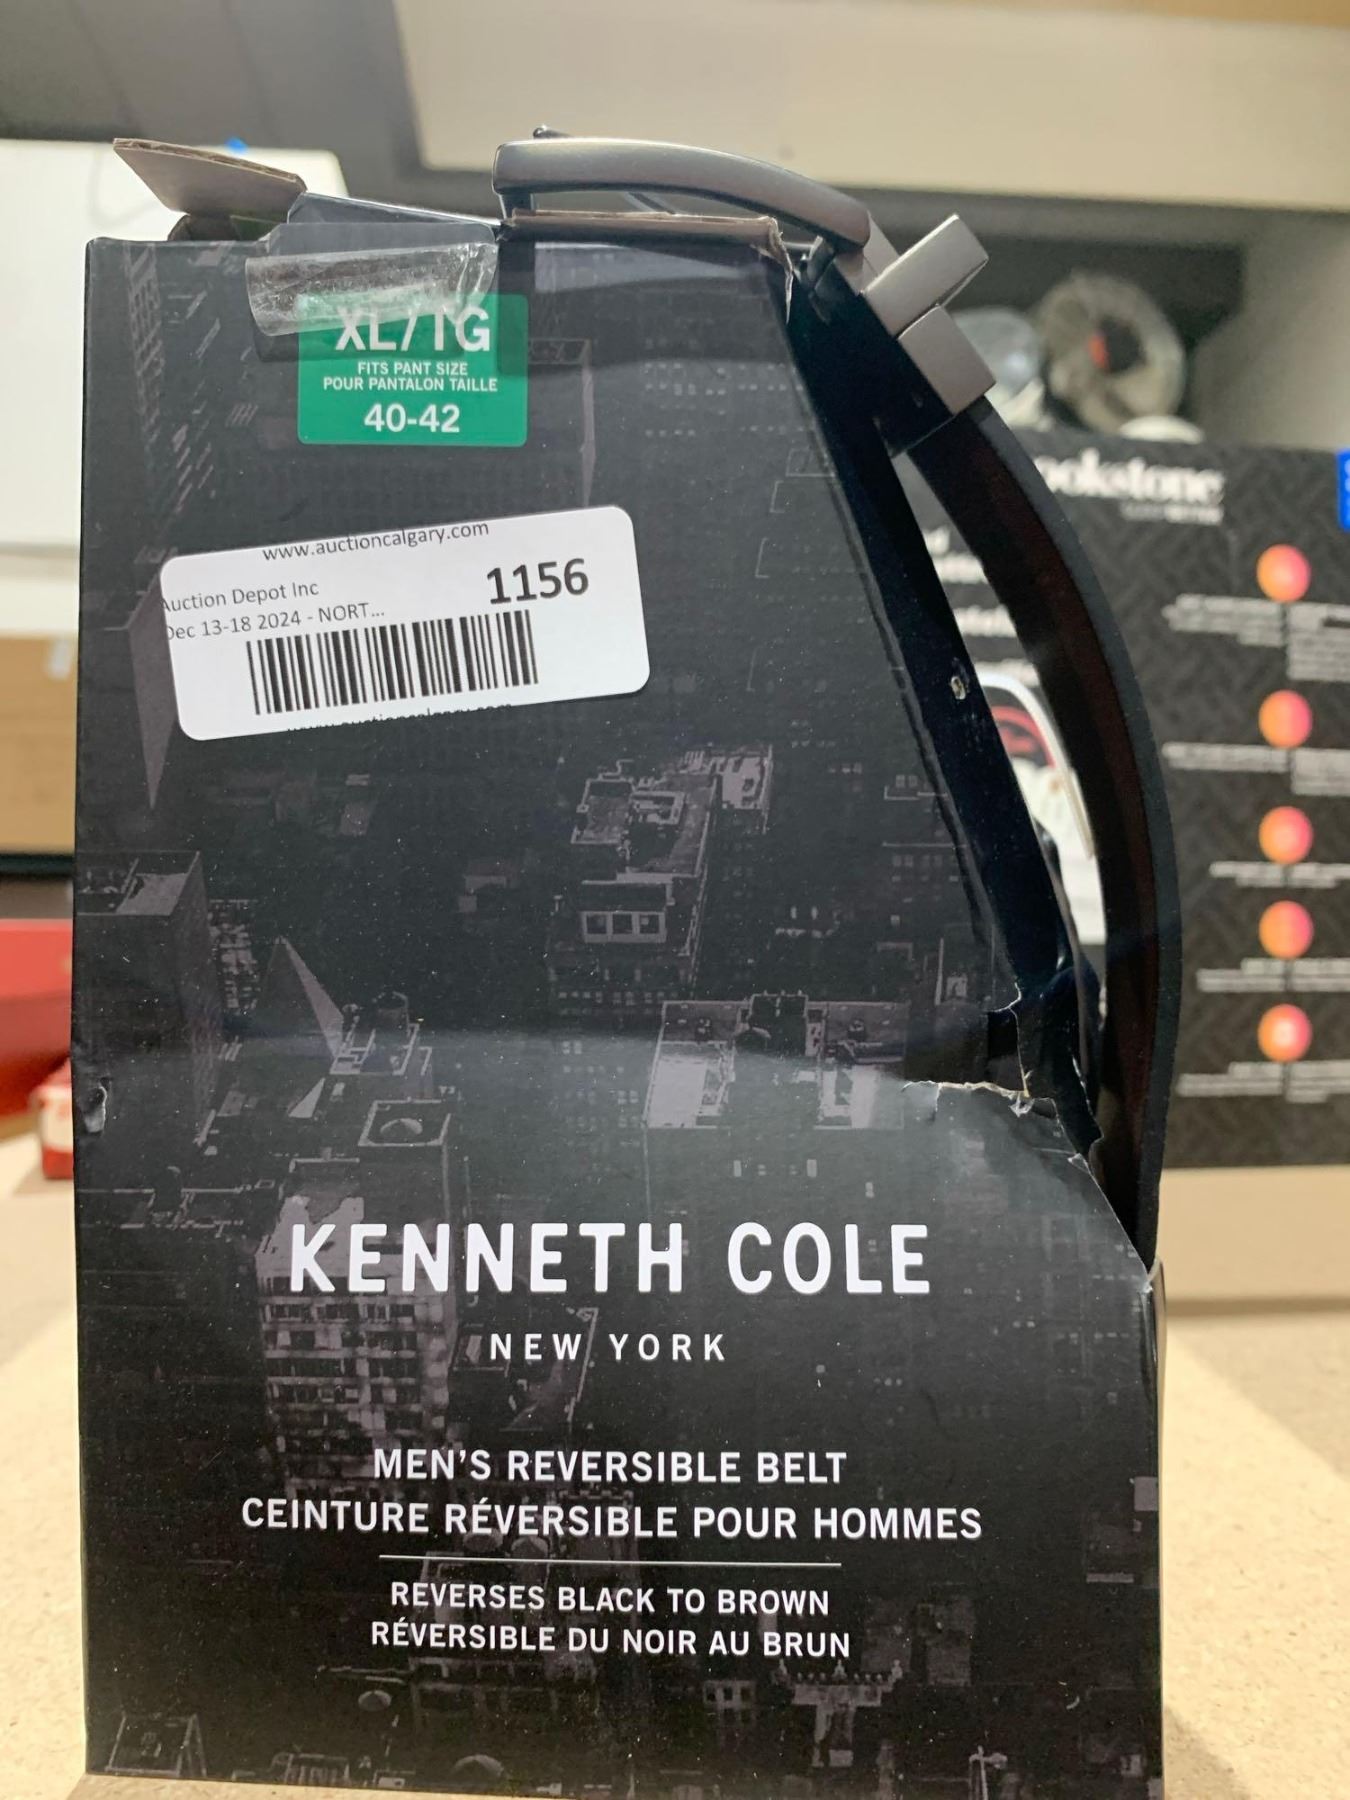 XL/TG
FITS PANT SIZE
POUR PANTALON TAILLE
40-42
www.auctioncalgary.com
Auction Depot Inc
1156
Dec 13-18 2024 - NORT...
ookstone
KENNETH COLE
NEW YORK
MEN'S REVERSIBLE BELT
CEINTURE RÉVERSIBLE POUR HOMMES
REVERSES BLACK TO BROWN
RÉVERSIBLE DU NOIR AU BRUN